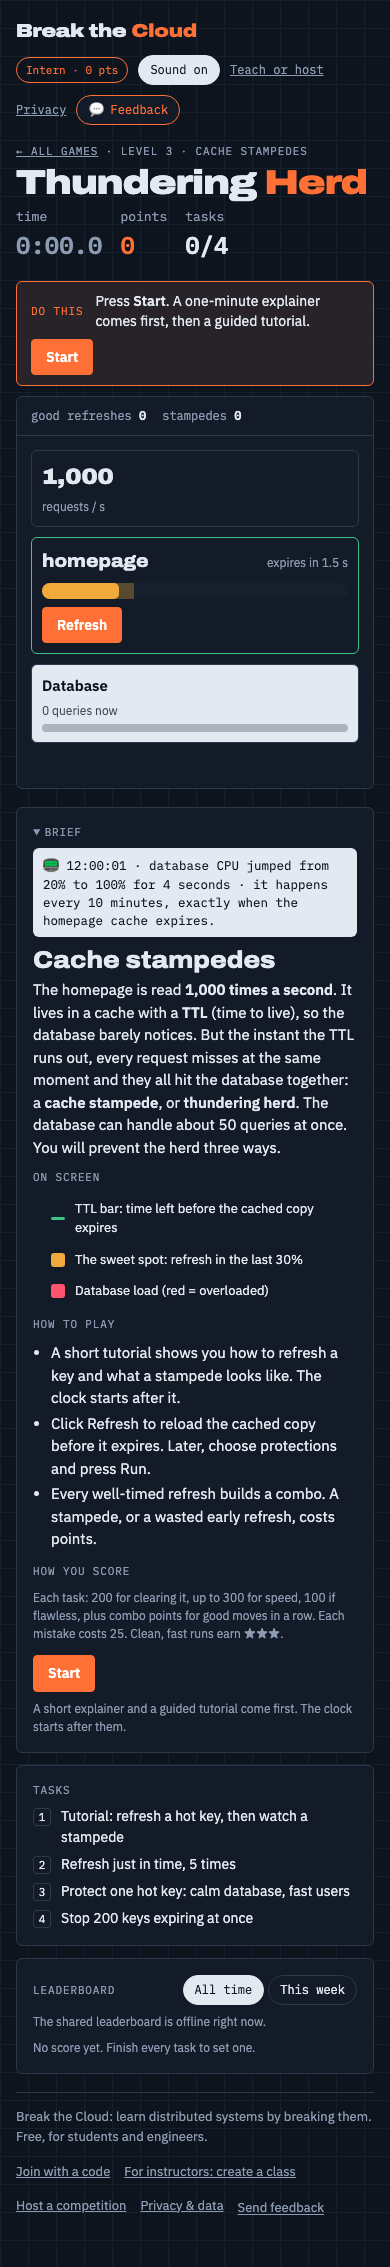 Break the Cloud
Intern · 0 pts
Sound on
Teach or host
Privacy
💬 Feedback
← ALL GAMES · LEVEL 3 · CACHE STAMPEDES
Thundering Herd
time points tasks
0:00.0 0 0/4
DO THIS
Press Start. A one-minute explainer
comes first, then a guided tutorial.
Start
good refreshes 0 stampedes 0
1,000
requests / s
homepage
expires in 1.5 s
Refresh
Database
0 queries now
▼ BRIEF
📟 12:00:01 · database CPU jumped from
20% to 100% for 4 seconds · it happens
every 10 minutes, exactly when the
homepage cache expires.
Cache stampedes
The homepage is read 1,000 times a second. It
lives in a cache with a TTL (time to live), so the
database barely notices. But the instant the TTL
runs out, every request misses at the same
moment and they all hit the database together:
a cache stampede, or thundering herd. The
database can handle about 50 queries at once.
You will prevent the herd three ways.
ON SCREEN
TTL bar: time left before the cached copy
expires
The sweet spot: refresh in the last 30%
Database load (red = overloaded)
HOW TO PLAY
• A short tutorial shows you how to refresh a
key and what a stampede looks like. The
clock starts after it.
• Click Refresh to reload the cached copy
before it expires. Later, choose protections
and press Run.
• Every well-timed refresh builds a combo. A
stampede, or a wasted early refresh, costs
points.
HOW YOU SCORE
Each task: 200 for clearing it, up to 300 for speed, 100 if
flawless, plus combo points for good moves in a row. Each
mistake costs 25. Clean, fast runs earn ★★★.
Start
A short explainer and a guided tutorial come first. The clock
starts after them.
TASKS
1 Tutorial: refresh a hot key, then watch a
stampede
2 Refresh just in time, 5 times
3 Protect one hot key: calm database, fast users
4 Stop 200 keys expiring at once
LEADERBOARD
All time
This week
The shared leaderboard is offline right now.
No score yet. Finish every task to set one.
Break the Cloud: learn distributed systems by breaking them.
Free, for students and engineers.
Join with a code
For instructors: create a class
Host a competition
Privacy & data
Send feedback